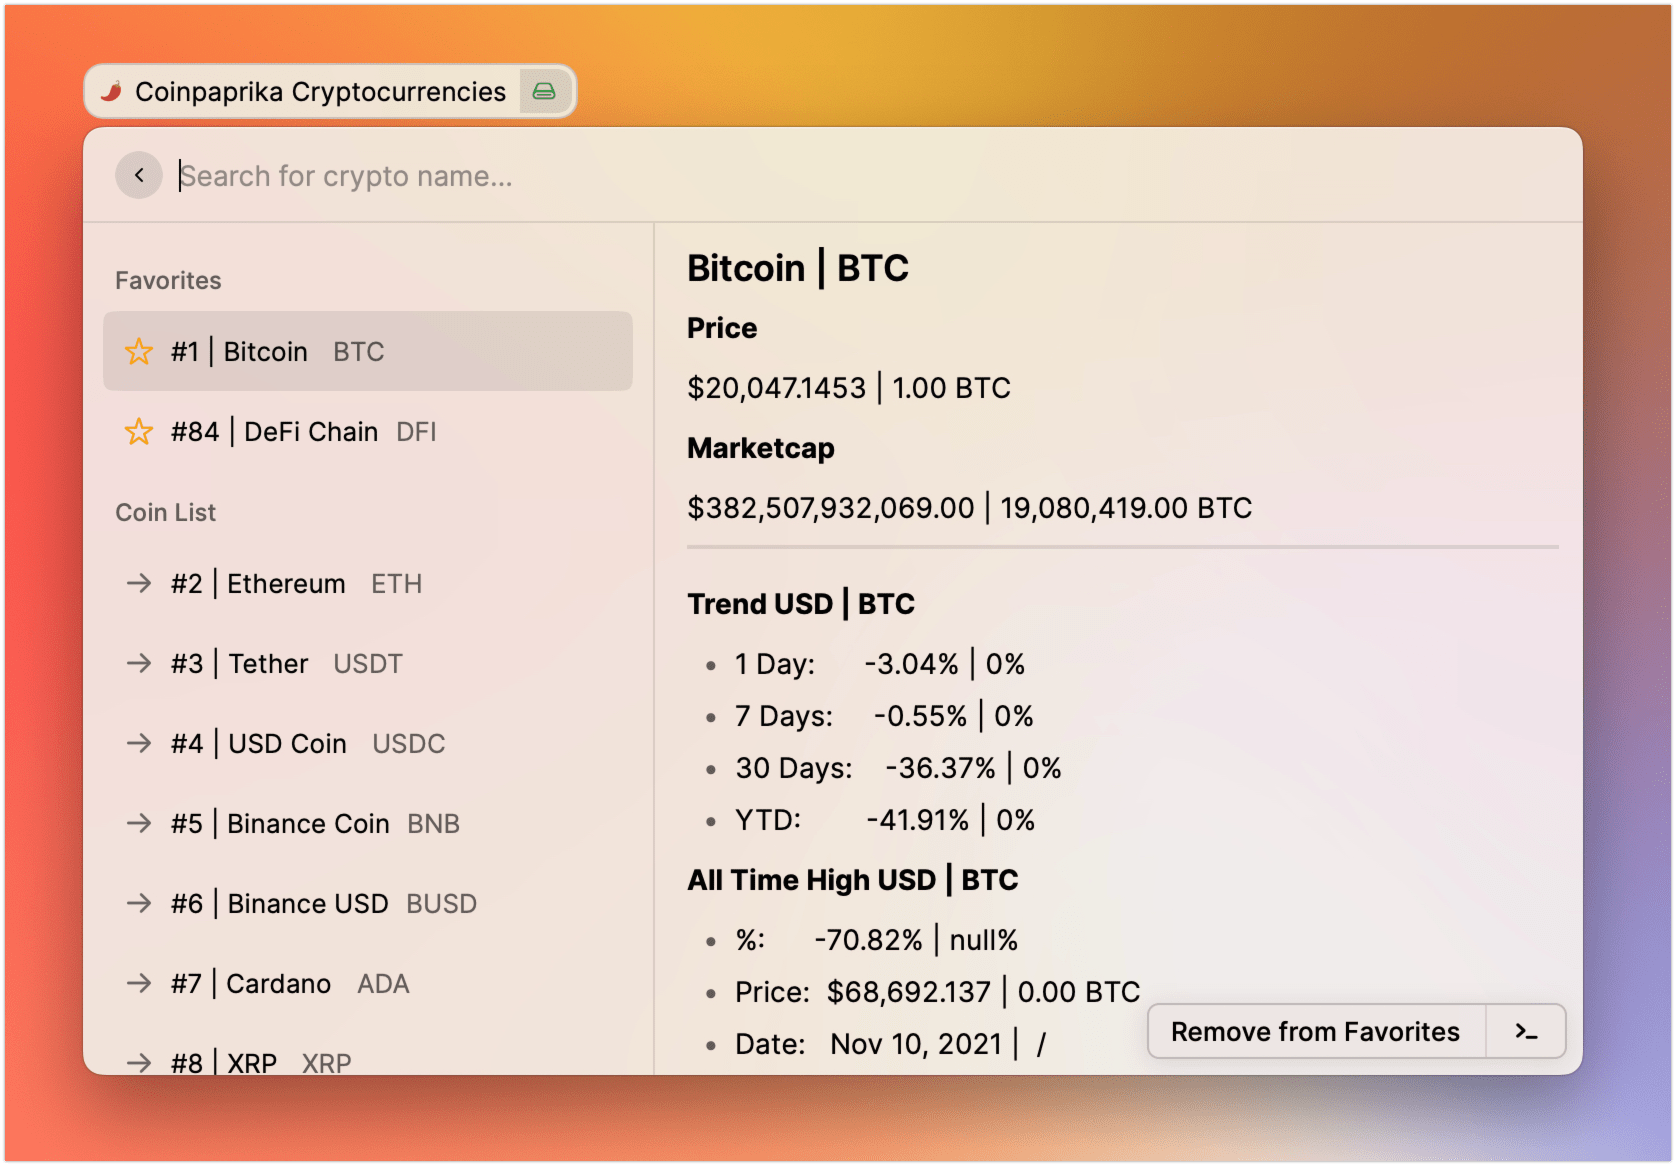 Coinpaprika Cryptocurrencies
Search for crypto name...
Favorites
#1 | Bitcoin BTC
#84 | DeFi Chain DFI
Coin List
#2 | Ethereum ETH
#3 | Tether USDT
#4 | USD Coin USDC
#5 | Binance Coin BNB
#6 | Binance USD BUSD
#7 | Cardano ADA
#8 | XRP XRP
Bitcoin | BTC
Price
$20,047.1453 | 1.00 BTC
Marketcap
$382,507,932,069.00 | 19,080,419.00 BTC
Trend USD | BTC
• 1 Day: -3.04% | 0%
• 7 Days: -0.55% | 0%
• 30 Days: -36.37% | 0%
• YTD: -41.91% | 0%
All Time High USD | BTC
• %: -70.82% | null%
• Price: $68,692.137 | 0.00 BTC
• Date: Nov 10, 2021 | /
Remove from Favorites